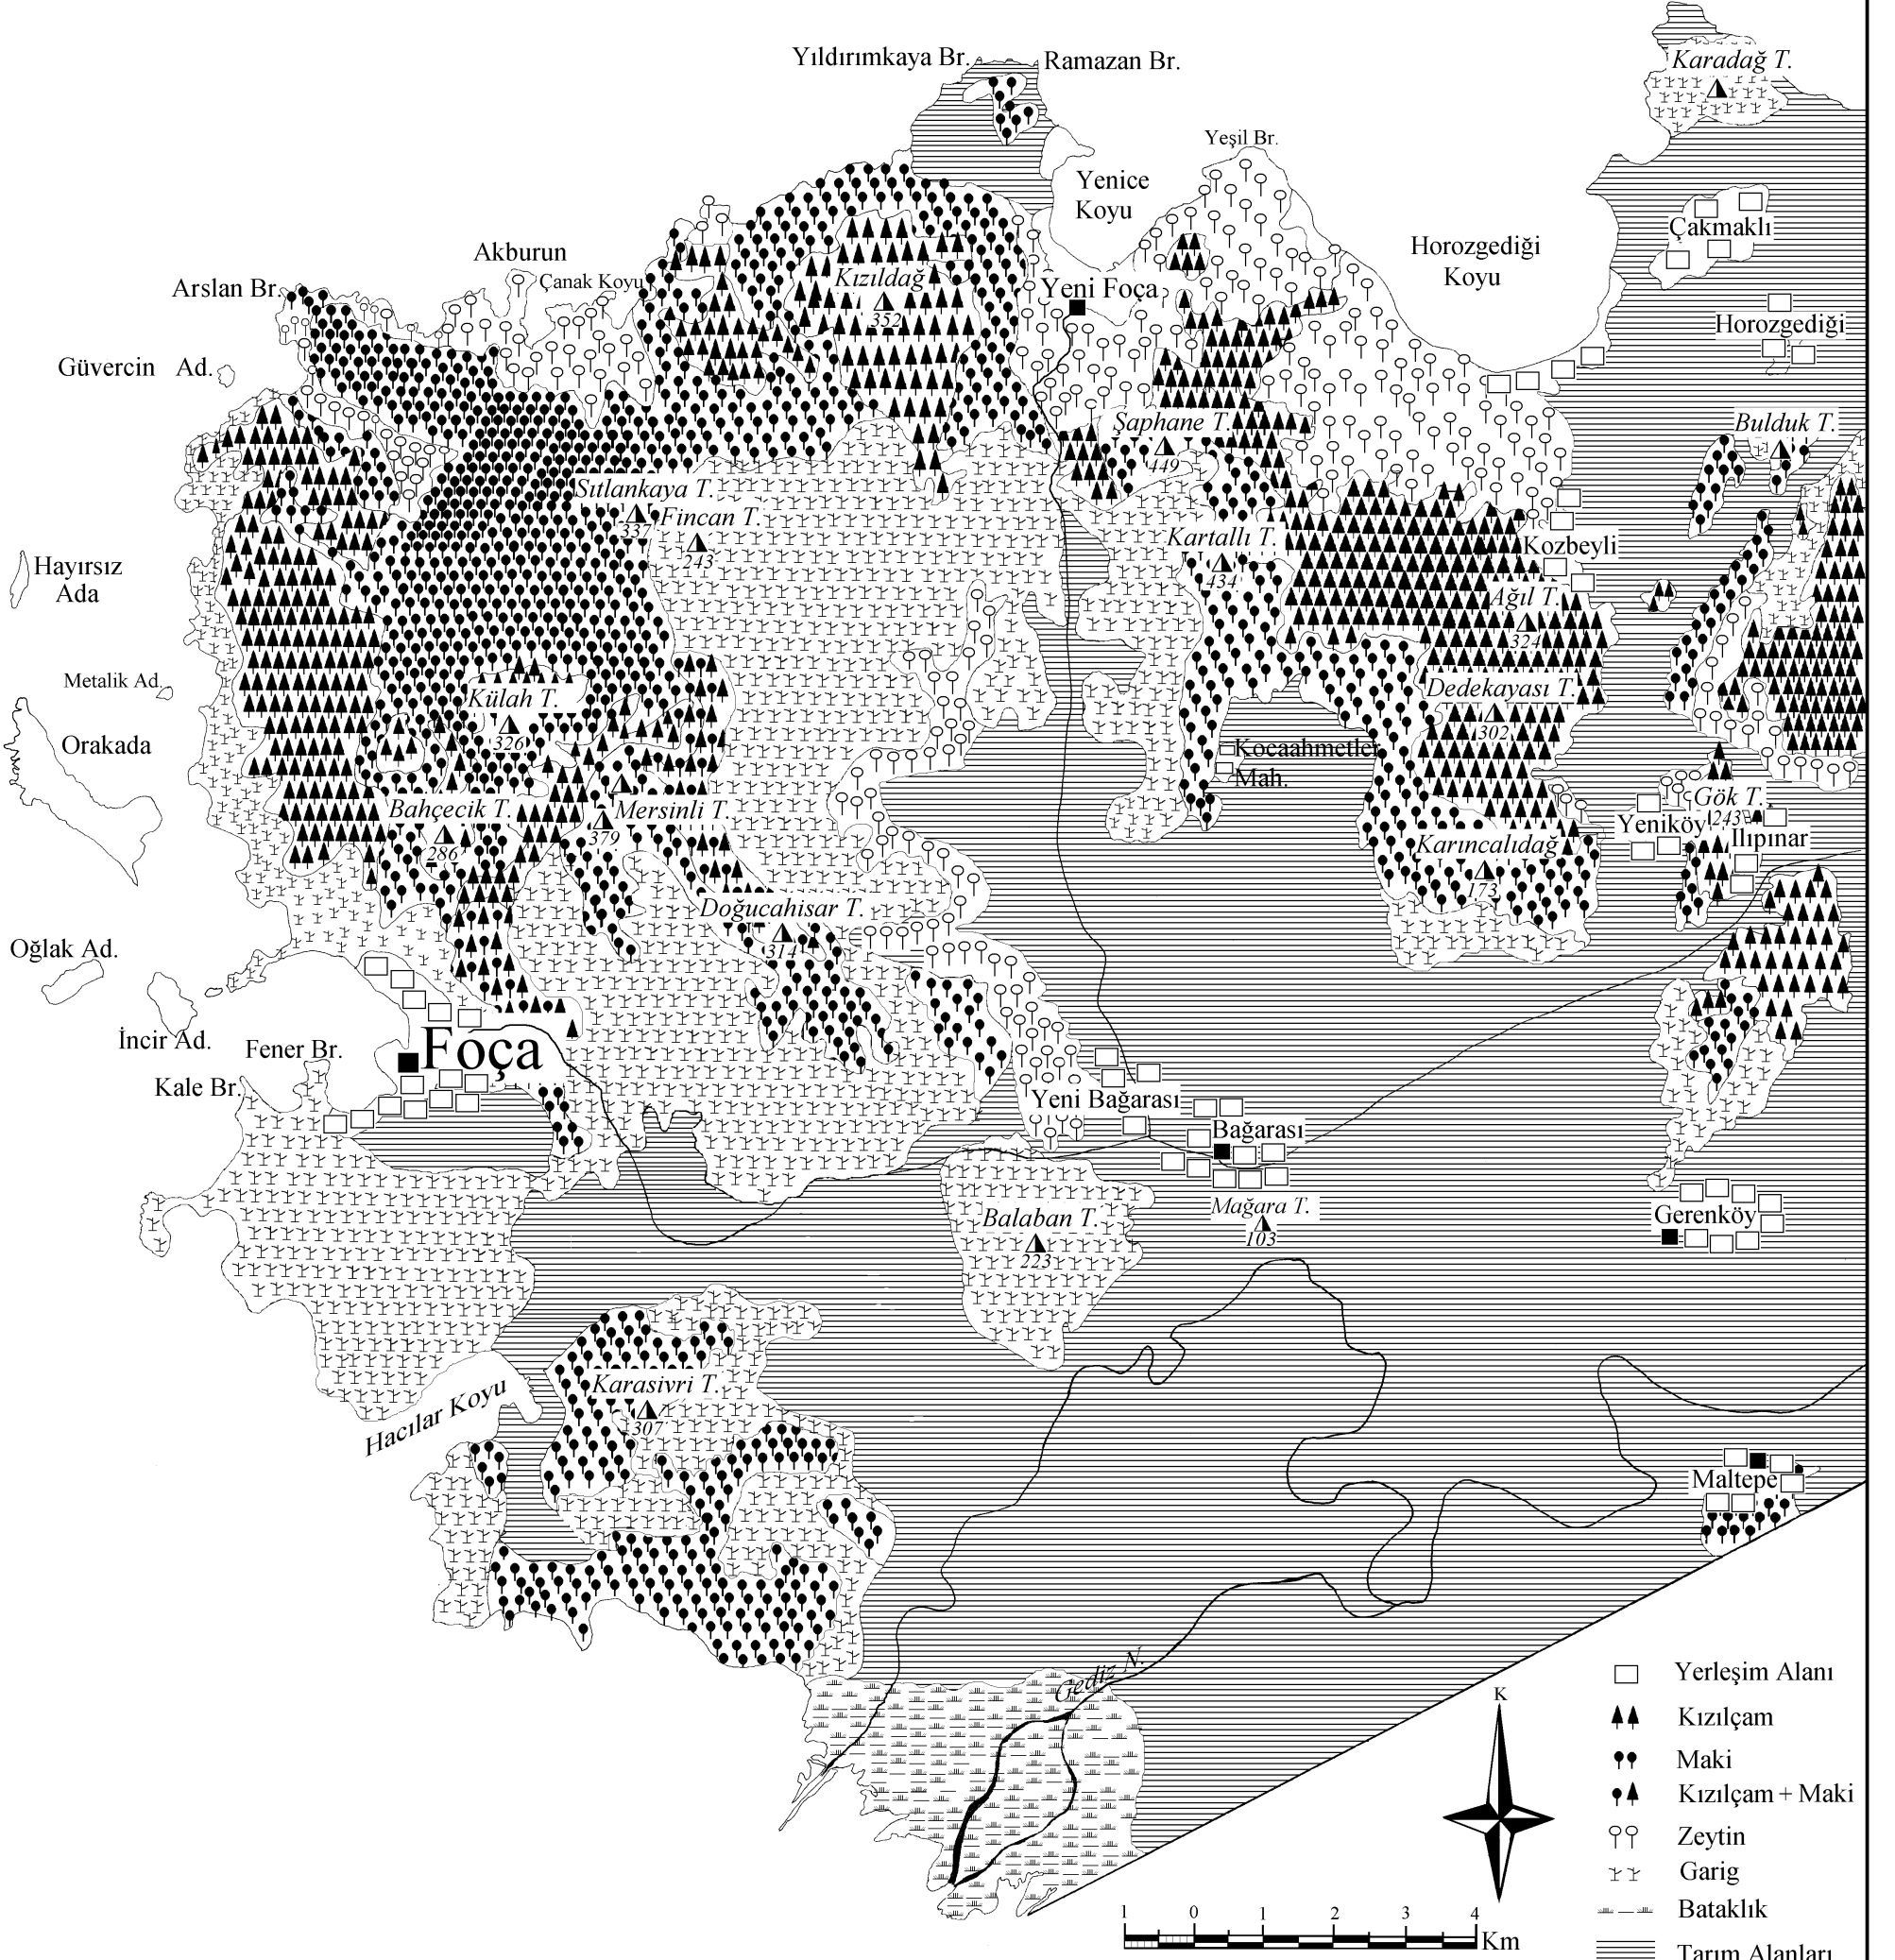 Karadağ T.
Yıldırımkaya Br.
Ramazan Br.
Yeşil Br.
Yenice
Koyu
Çakmaklı
Horozgediği
Koyu
Akburun
Çanak Koyu
Arslan Br.
Kızıldağ
352
Yeni Foça
Horozgediği
Güvercin Ad.
Şaphane T.
449
Bulduk T.
Sıtlankaya T.
337
Fincan T.
243
Kartallı T.
434
Kozbeyli
Hayırsız
Ada
Ağıl T.
324
Metalik Ad.
Külah T.
326
Dedekayası T.
302
Orakada
Kocaahmetler
Mah.
Bahçecik T.
286
Mersinli T.
379
Gök T.
243
Yeniköy
Ilıpınar
Karıncalıdağ
173
Doğucahisar T.
314
Oğlak Ad.
İncir Ad.
Fener Br.
Foça
Kale Br.
Yeni Bağarası
Bağarası
Mağara T.
103
Balaban T.
223
Gerenköy
Karasivri T.
307
Hacılar Koyu
Maltepe
Gediz N.
K
Yerleşim Alanı
Kızılçam
Maki
Kızılçam + Maki
Zeytin
Garig
Bataklık
Tarım Alanları
1 0 1 2 3 4
Km